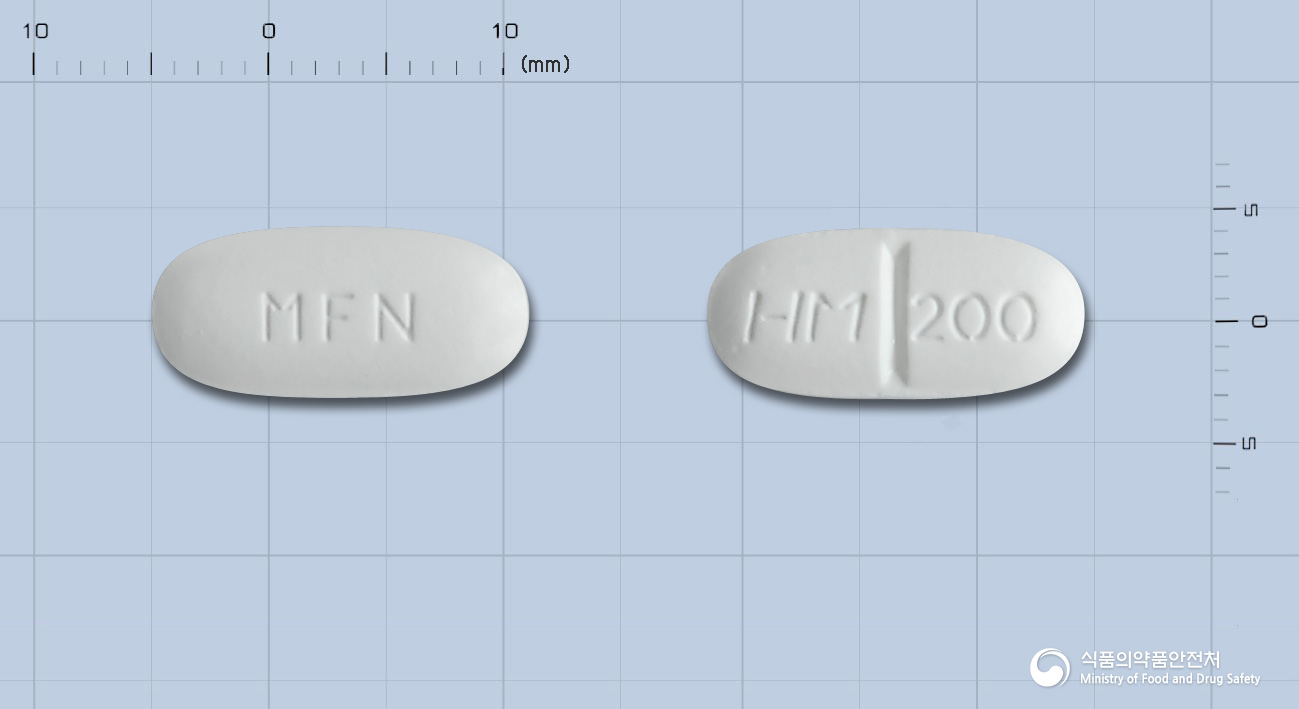 10 0 10
(mm)
MFN
HM 200
5
0
5
식품의약품안전처
Ministry of Food and Drug Safety